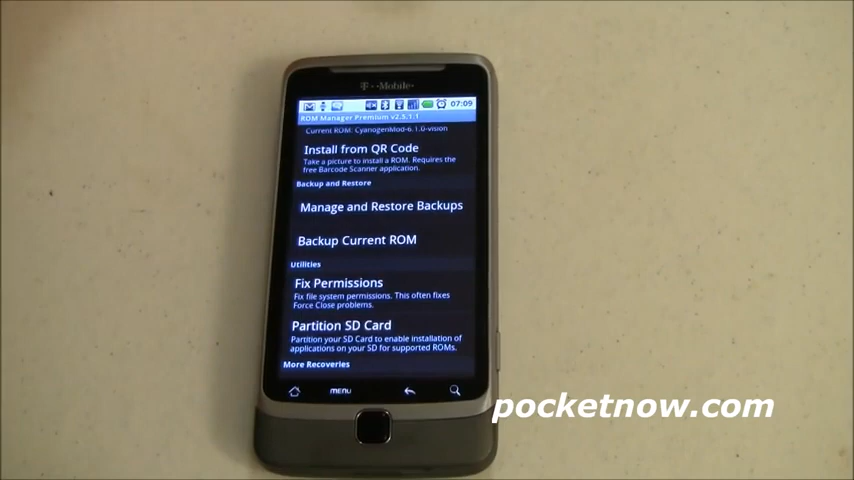 T··Mobile·
07:09
ROM Manager Premium v2.5.1.1
Current ROM: CyanogenMod-6.1.0-vision
Install from QR Code
Take a picture to install a ROM. Requires the
free Barcode Scanner application.
Backup and Restore
Manage and Restore Backups
Backup Current ROM
Utilities
Fix Permissions
Fix file system permissions. This often fixes
Force Close problems.
Partition SD Card
Partition your SD Card to enable installation of
applications on your SD for supported ROMs.
More Recoveries
MENU
pocketnow.com